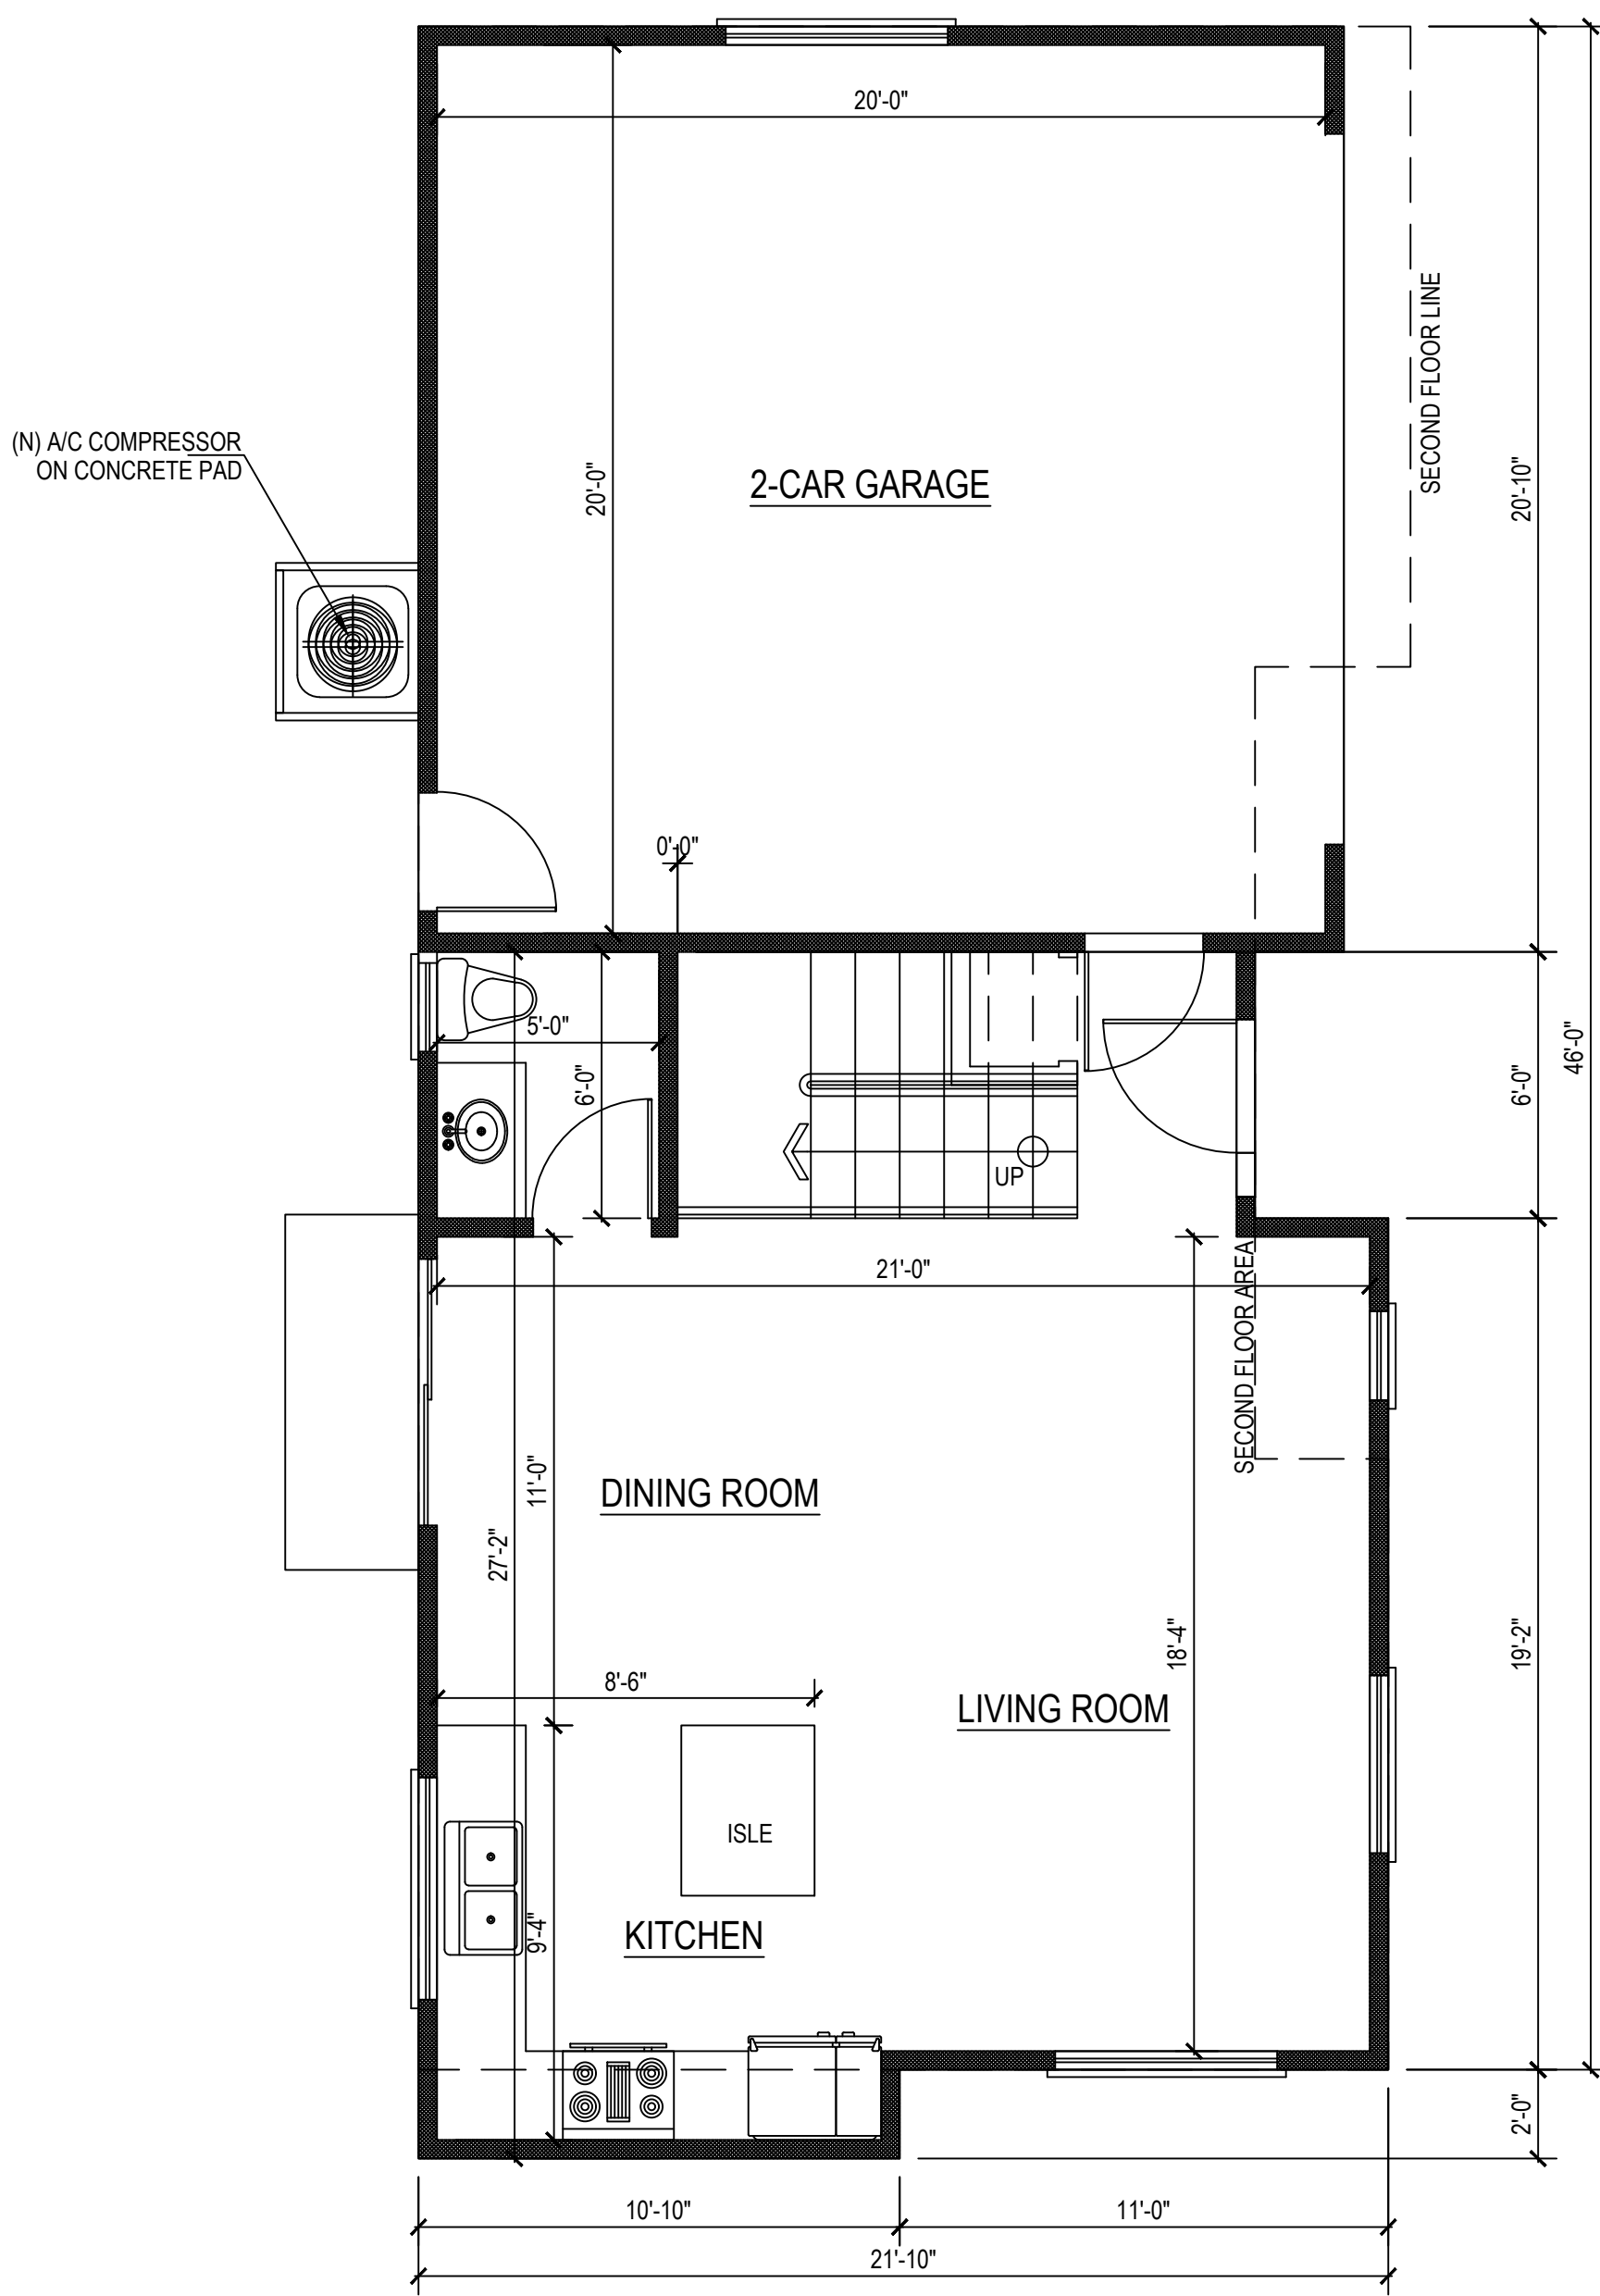 20'-0"
SECOND FLOOR LINE
(N) A/C COMPRESSOR
ON CONCRETE PAD
20'-0"
2-CAR GARAGE
20'-10"
0'-0"
46'-0"
5'-0"
6'-0"
6'-0"
UP
21'-0"
SECOND FLOOR AREA
11'-0"
DINING ROOM
27'-2"
18'-4"
19'-2"
8'-6"
LIVING ROOM
ISLE
9'-4"
KITCHEN
2'-0"
10'-10"
11'-0"
21'-10"